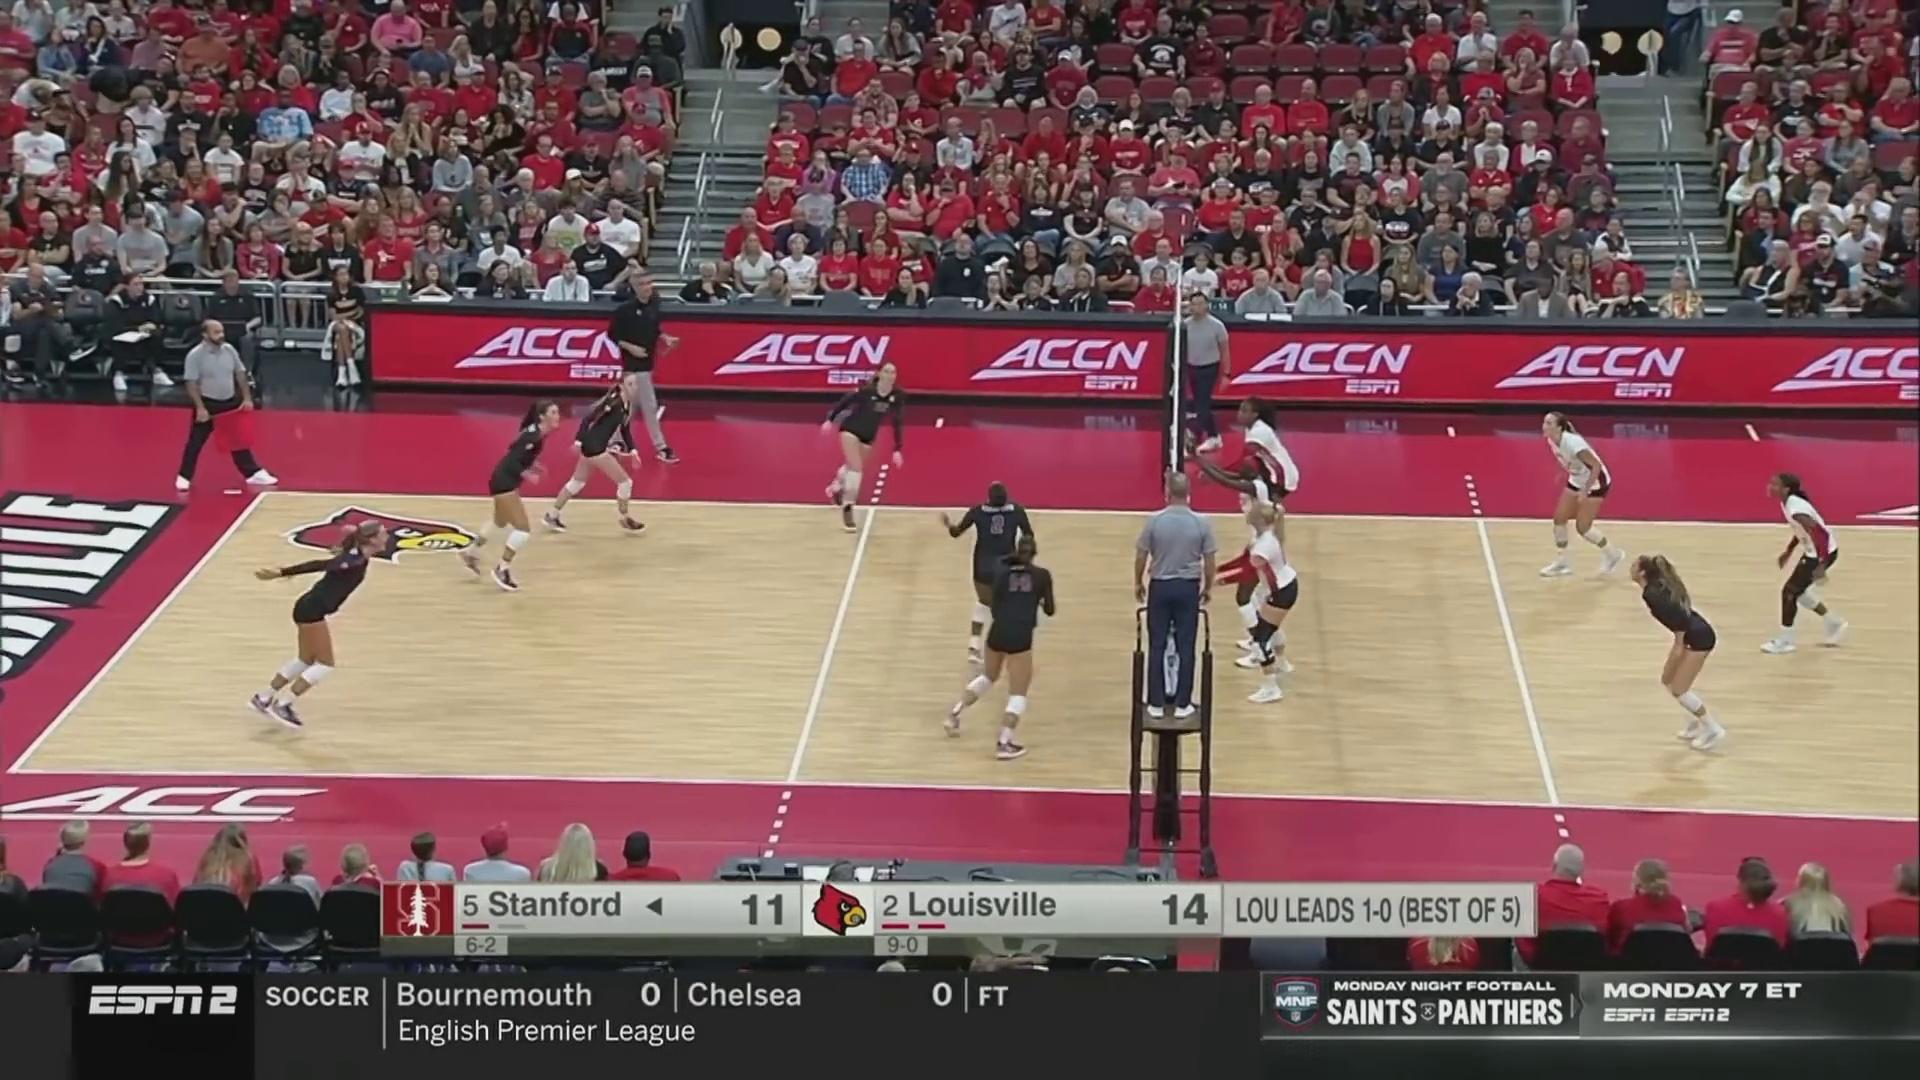 ACCN ACCN ACCN ACCN ACCN ACC
ESPN ESPN ESPN ESPN ESPN
2
ACC
5 Stanford 11 2 Louisville 14 LOU LEADS 1-0 (BEST OF 5)
6-2 9-0
ESPN 2 SOCCER Bournemouth 0 Chelsea 0 FT
English Premier League
MNF MONDAY NIGHT FOOTBALL
SAINTS PANTHERS
MONDAY 7 ET
ESPN ESPN2